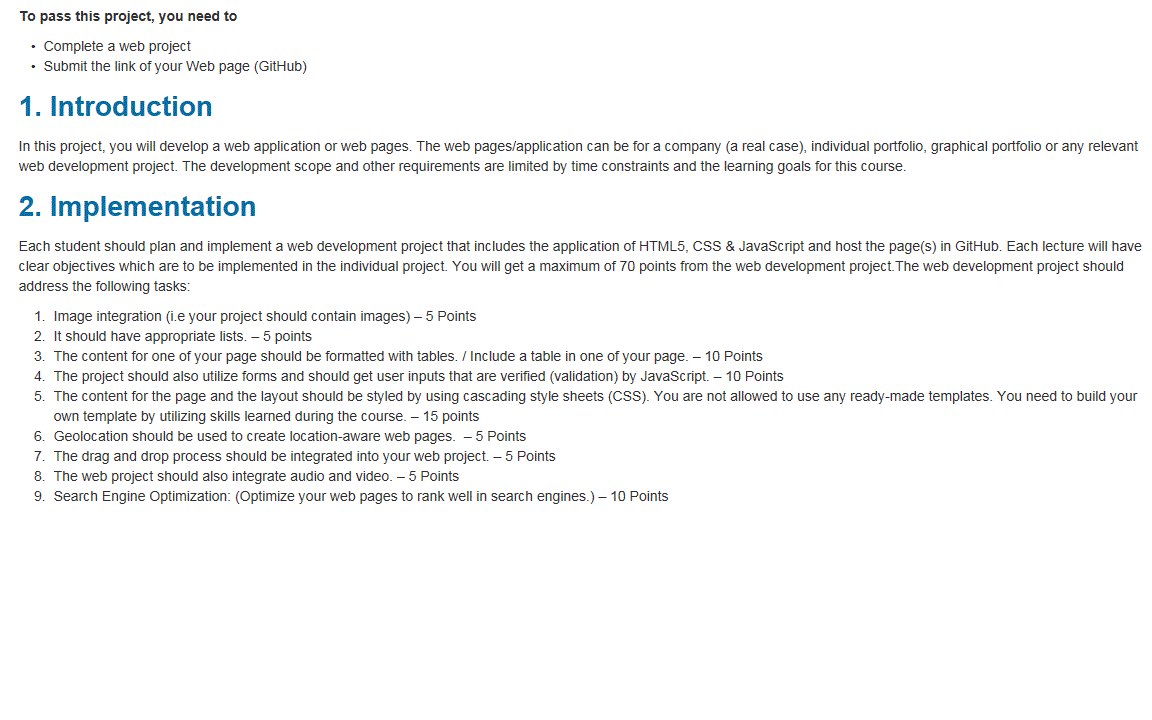 To pass this project, you need to
• Complete a web project
• Submit the link of your Web page (GitHub)
1. Introduction
In this project, you will develop a web application or web pages. The web pages/application can be for a company (a real case), individual portfolio, graphical portfolio or any relevant
web development project. The development scope and other requirements are limited by time constraints and the learning goals for this course.
2. Implementation
Each student should plan and implement a web development project that includes the application of HTML5, CSS & JavaScript and host the page(s) in GitHub. Each lecture will have
clear objectives which are to be implemented in the individual project. You will get a maximum of 70 points from the web development project.The web development project should
address the following tasks:
1. Image integration (i.e your project should contain images) – 5 Points
2. It should have appropriate lists. – 5 points
3. The content for one of your page should be formatted with tables. / Include a table in one of your page. – 10 Points
4. The project should also utilize forms and should get user inputs that are verified (validation) by JavaScript. – 10 Points
5. The content for the page and the layout should be styled by using cascading style sheets (CSS). You are not allowed to use any ready-made templates. You need to build your
own template by utilizing skills learned during the course. – 15 points
6. Geolocation should be used to create location-aware web pages.  – 5 Points
7. The drag and drop process should be integrated into your web project. – 5 Points
8. The web project should also integrate audio and video. – 5 Points
9. Search Engine Optimization: (Optimize your web pages to rank well in search engines.) – 10 Points